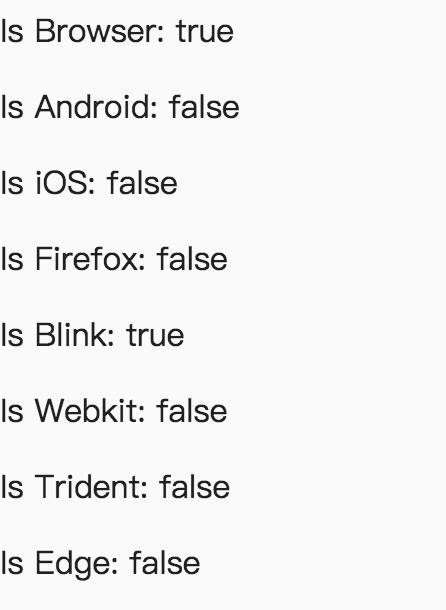 Is Browser: true
Is Android: false
Is iOS: false
Is Firefox: false
Is Blink: true
Is Webkit: false
Is Trident: false
Is Edge: false